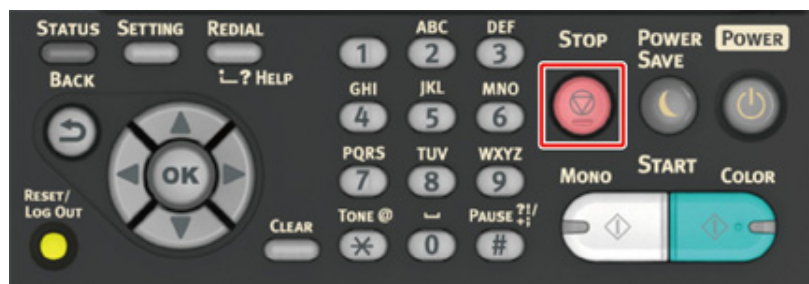 STATUS SETTING REDIAL
? HELP
BACK
OK
RESET/
LOG OUT
CLEAR
ABC DEF
1 2 3
GHI JKL MNO
4 5 6
PQRS TUV WXYZ
7 8 9
TONE @ ⎵ PAUSE ?!/+;
* 0 #
STOP
POWER
SAVE
POWER
MONO START COLOR